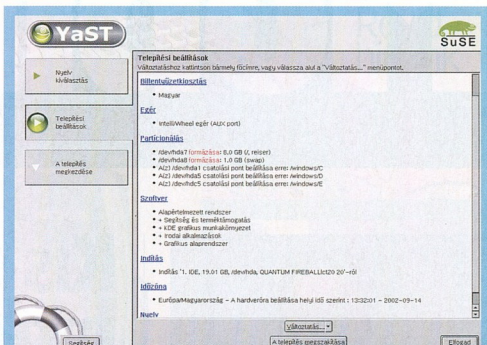 YaST
SuSE
Nyelv
kiválasztás
Telepítési
beállítások
A telepítés
megkezdése
Segítség
Telepítési beállítások
Változtatáshoz kattintson bármely főcímre, vagy válassza alul a "Változtatás..." menüpontot.
Billentyűzetkiosztás
• Magyar
Egér
• IntelliWheel egér (AUX port)
Partícionálás
• /dev/hda7 formázása: 8,0 GB (/, reiser)
• /dev/hda8 formázása: 1,0 GB (swap)
• A(z) /dev/hda1 csatolási pont beállítása erre: /windows/C
• A(z) /dev/hda5 csatolási pont beállítása erre: /windows/D
• A(z) /dev/hdc5 csatolási pont beállítása erre: /windows/E
Szoftver
• Alapértelmezett rendszer
• + Segítség és terméktámogatás
• + KDE grafikus munkakörnyezet
• + Irodai alkalmazások
• + Grafikus alaprendszer
Indítás
• Indítás '1. IDE, 19.01 GB, /dev/hda, QUANTUM FIREBALLlct20 20'-ról
Időzóna
• Európa/Magyarország - A hardveróra beállítása helyi idő szerint : 13:32:01 - 2002-09-14
Nyelv
Változtatás...
A telepítés megszakítása
Elfogad